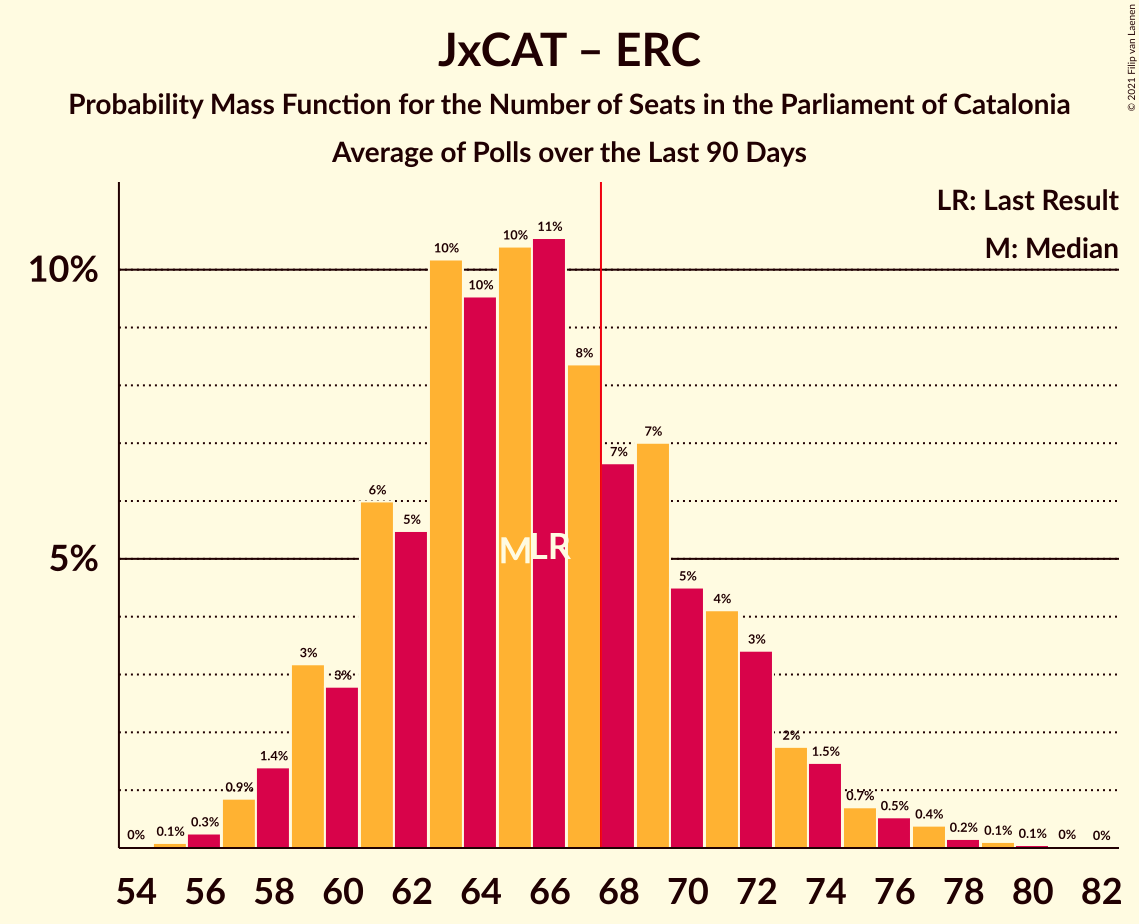 JxCAT – ERC
Probability Mass Function for the Number of Seats in the Parliament of Catalonia
Average of Polls over the Last 90 Days
© 2021 Filip van Laenen
LR: Last Result
M: Median
10%
5%
0% 0.1% 0.3% 0.9% 1.4% 3% 3% 6% 5% 10% 10% 10% 11% 8% 7% 7% 5% 4% 3% 2% 1.5% 0.7% 0.5% 0.4% 0.2% 0.1% 0.1% 0% 0%
M LR
54 56 58 60 62 64 66 68 70 72 74 76 78 80 82